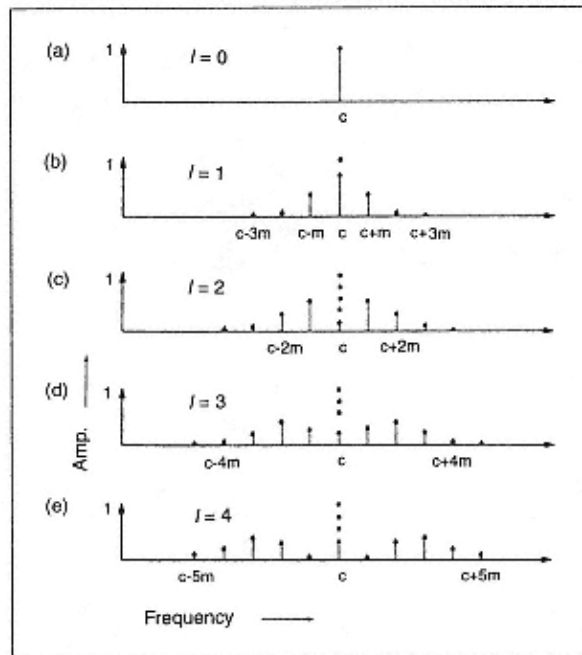 (a) 1 I = 0
c
(b) 1 I = 1
c-3m c-m c c+m c+3m
(c) 1 I = 2
c-2m c c+2m
(d) 1 I = 3
c-4m c c+4m
(e) 1 I = 4
c-5m c c+5m
Amp.
Frequency